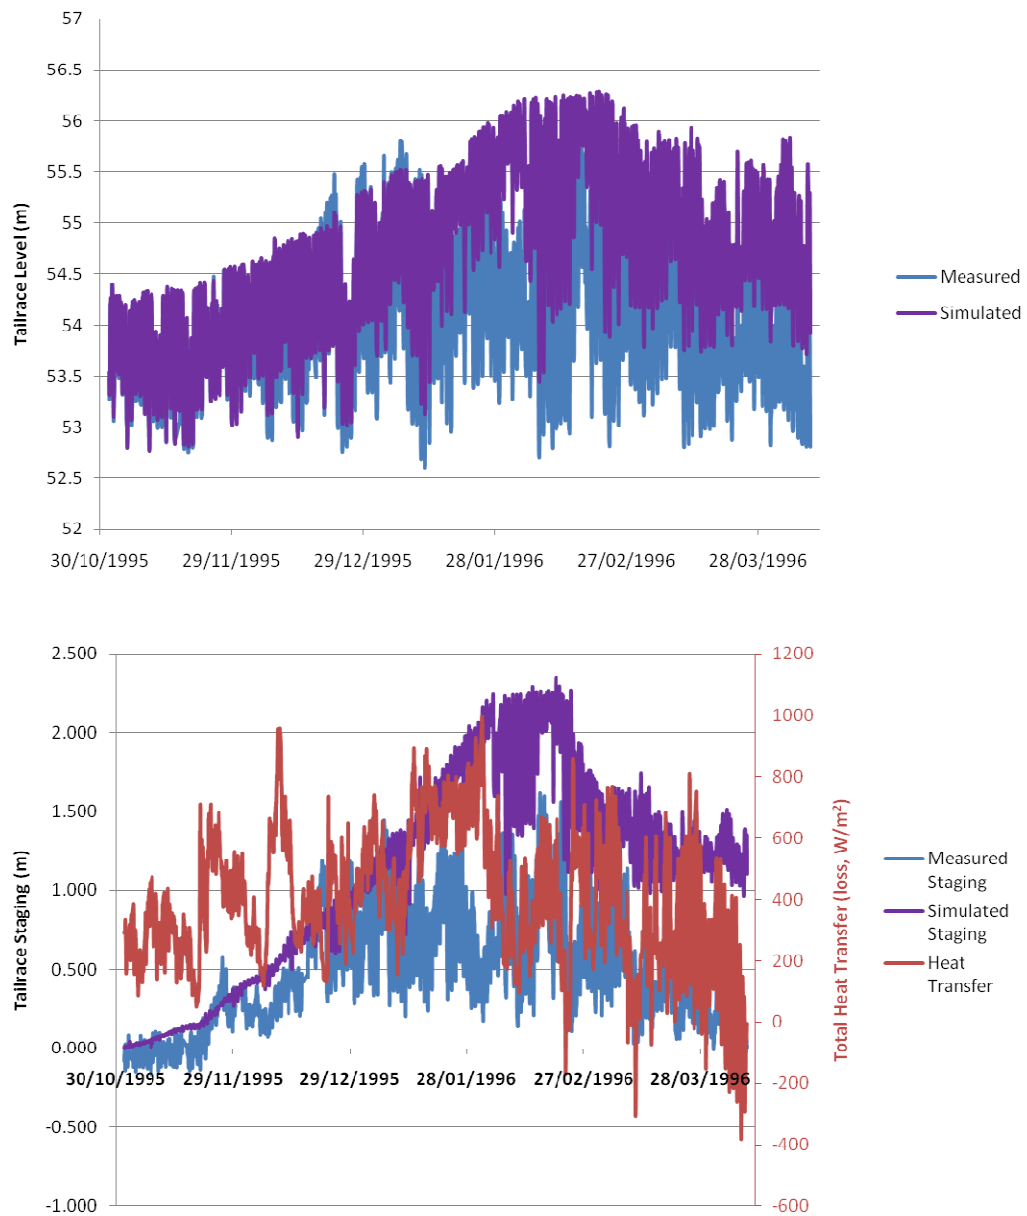 57
56.5
56
55.5
55
54.5
54
53.5
53
52.5
52
Tailrace Level (m)
30/10/1995 29/11/1995 29/12/1995 28/01/1996 27/02/1996 28/03/1996
Measured
Simulated
2.500
2.000
1.500
1.000
0.500
0.000
-0.500
-1.000
Tailrace Staging (m)
30/10/1995 29/11/1995 29/12/1995 28/01/1996 27/02/1996 28/03/1996
1200
1000
800
600
400
200
0
-200
-400
-600
Total Heat Transfer (loss, W/m²)
Measured
Staging
Simulated
Staging
Heat
Transfer